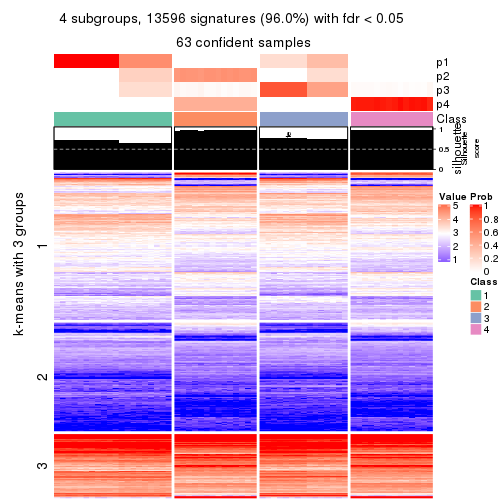 4 subgroups, 13596 signatures (96.0%) with fdr < 0.05
63 confident samples
p1
p2
p3
p4
Class
1
0.5
0
silhouette
Silhouette
score
k-means with 3 groups
1
2
3
Value
5
4
3
2
1
Prob
1
0.8
0.6
0.4
0.2
0
Class
1
2
3
4